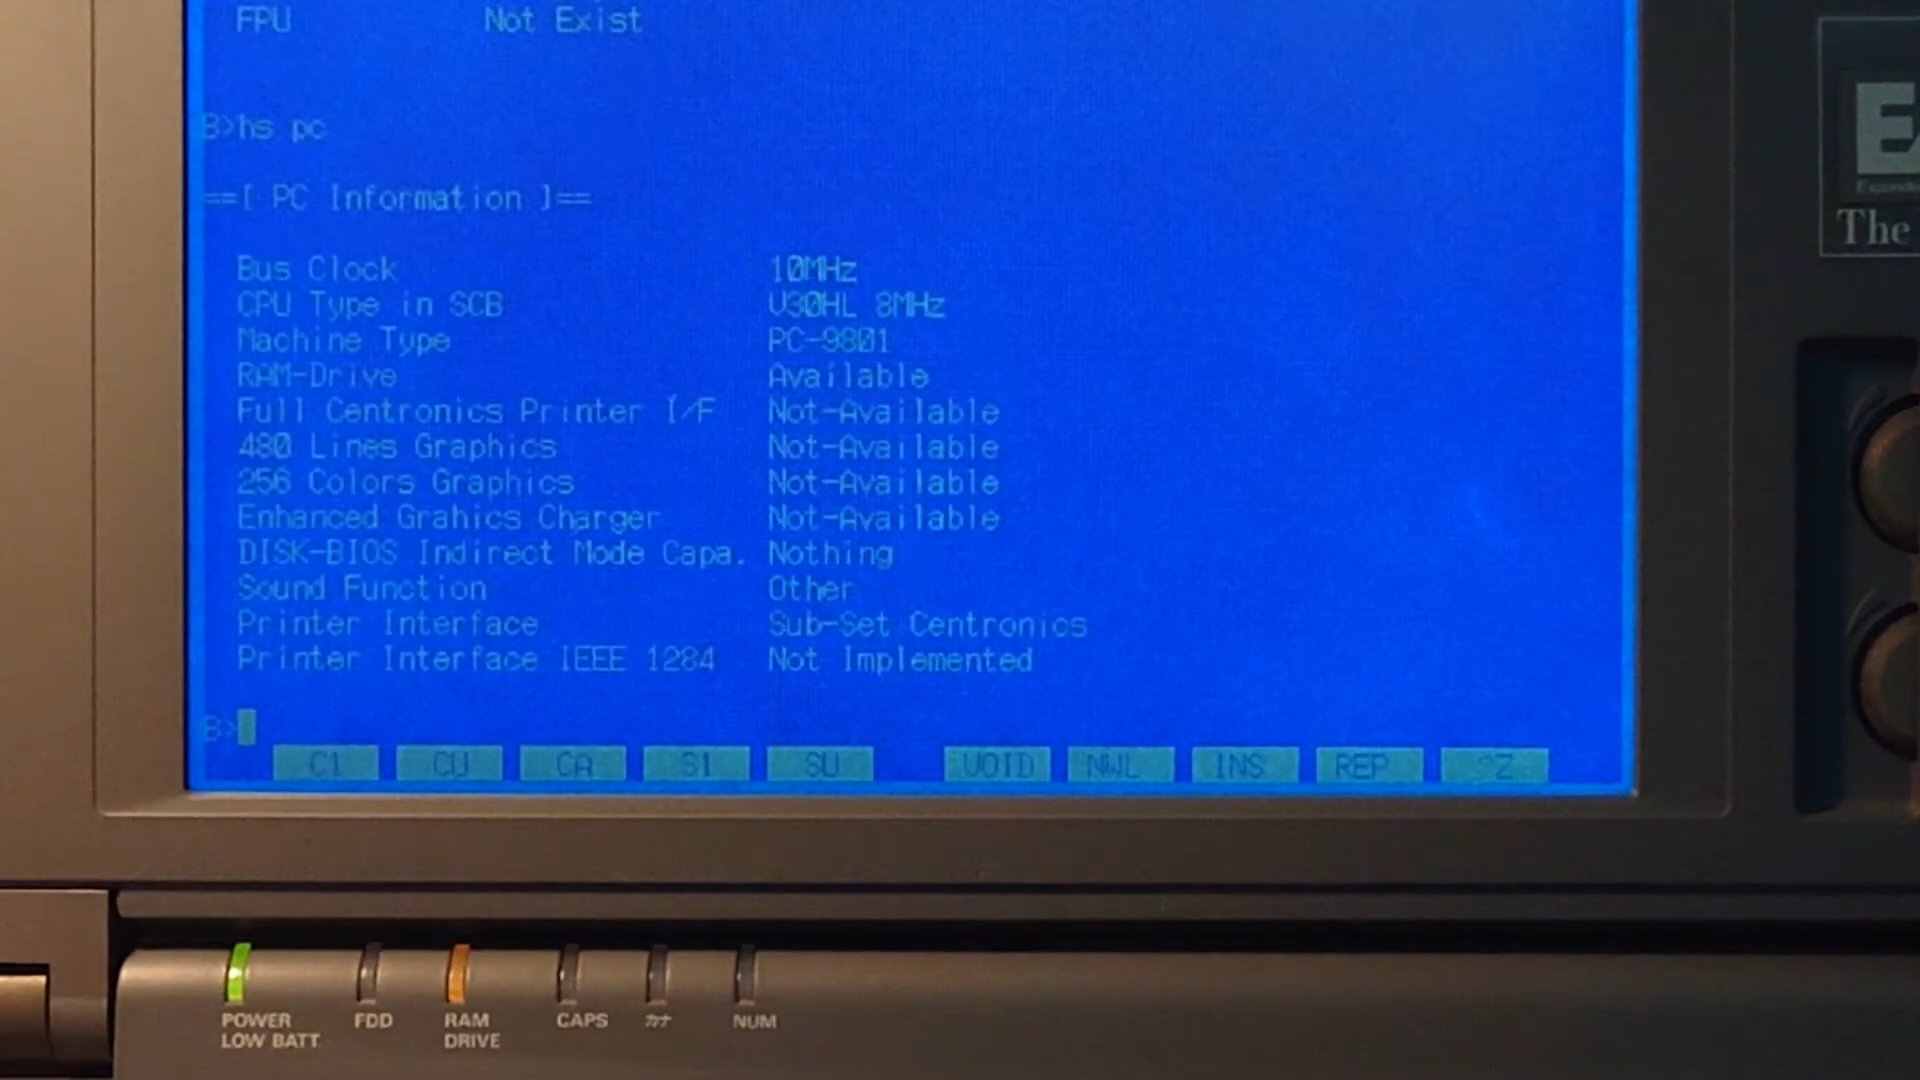 FPU Not Exist
B>hs pc
==[ PC Information ]==
Bus Clock 10MHz
CPU Type in SCB V30HL 8MHz
Machine Type PC-9801
RAM-Drive Available
Full Centronics Printer I/F Not-Available
480 Lines Graphics Not-Available
256 Colors Graphics Not-Available
Enhanced Grahics Charger Not-Available
DISK-BIOS Indirect Mode Capa. Nothing
Sound Function Other
Printer Interface Sub-Set Centronics
Printer Interface IEEE 1284 Not Implemented
B>
C1 CU CA S1 SU VOID NWL INS REP ^Z
The
POWER FDD RAM CAPS カナ NUM
LOW BATT DRIVE